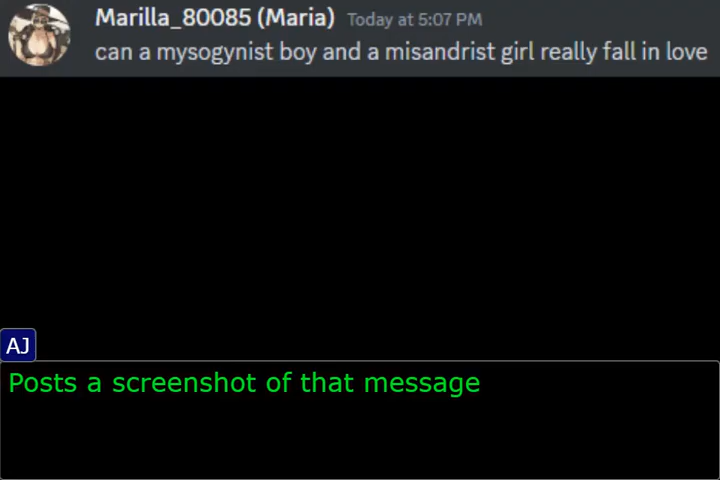 Marilla_80085 (Maria) Today at 5:07 PM
can a mysogynist boy and a misandrist girl really fall in love
AJ
Posts a screenshot of that message